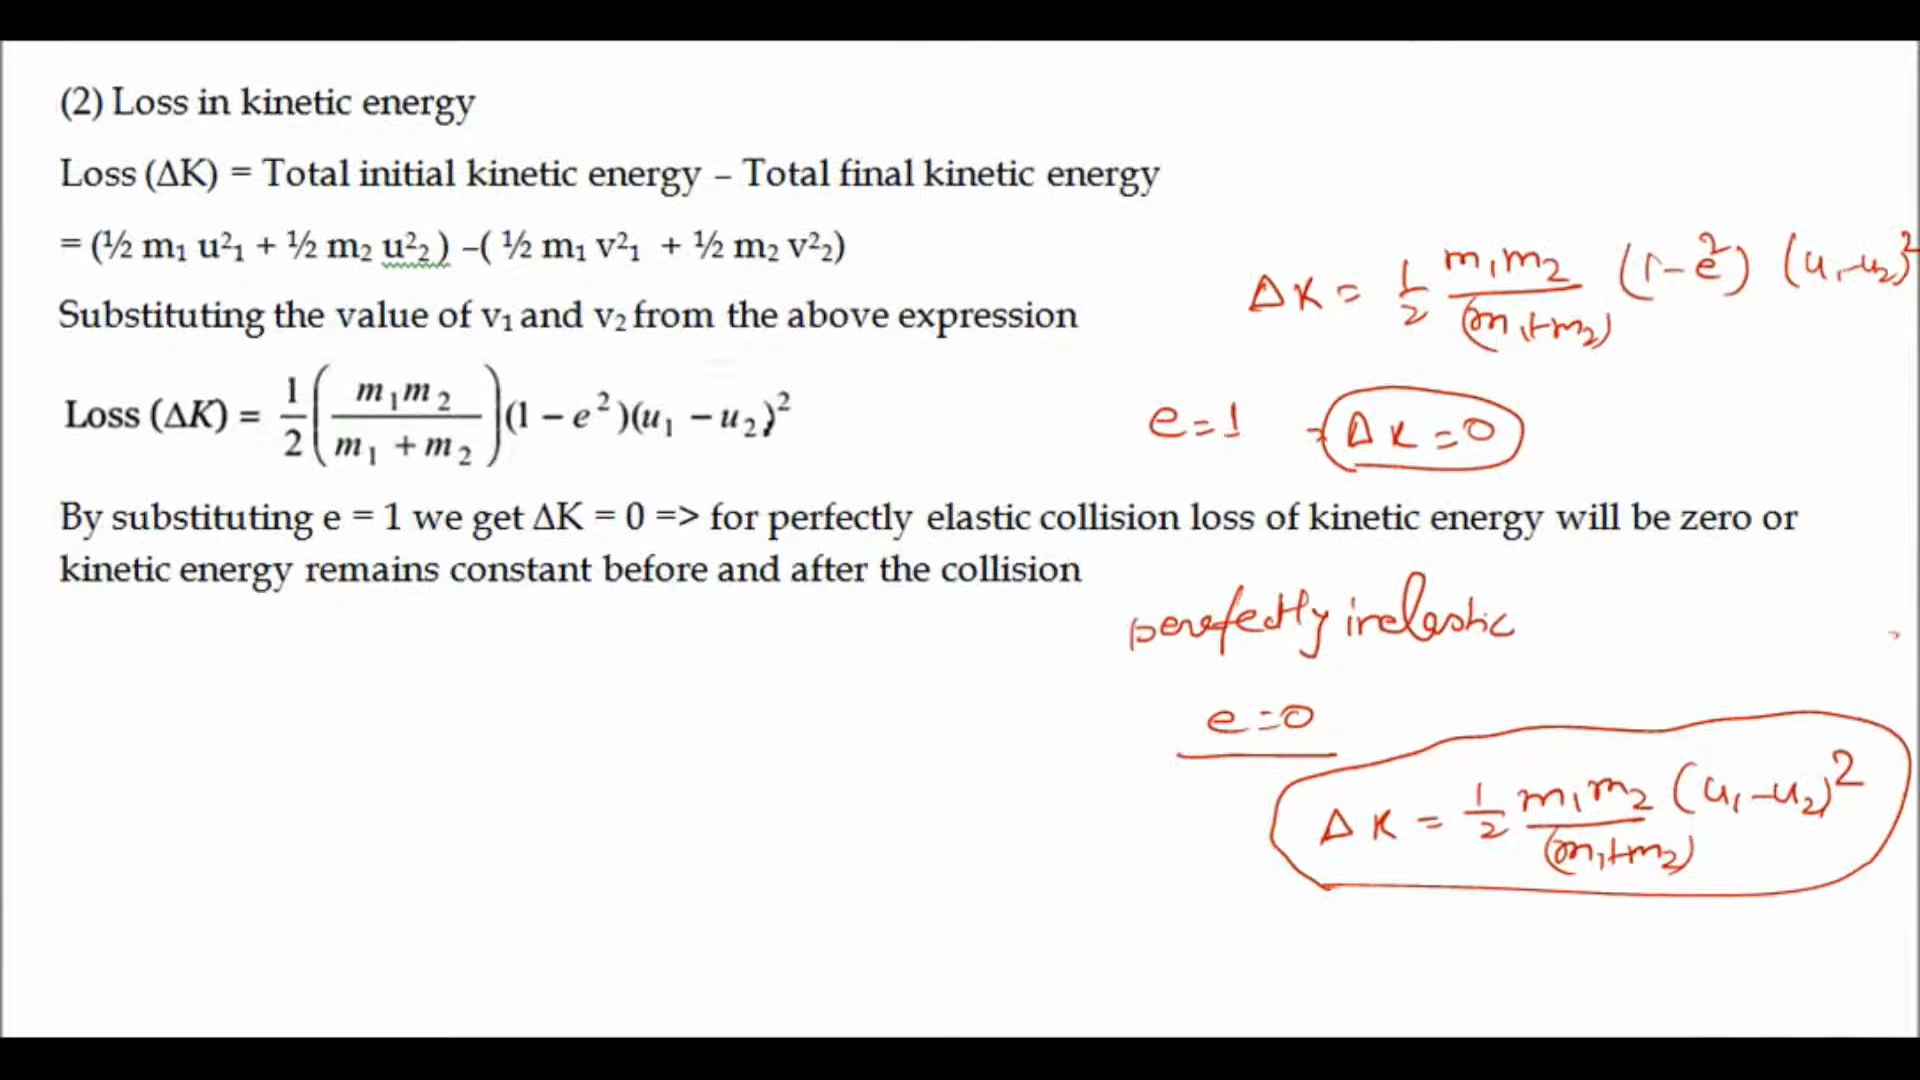 (2) Loss in kinetic energy
Loss (ΔK) = Total initial kinetic energy – Total final kinetic energy
= (½ m₁ u²₁ + ½ m₂ u²₂ ) –( ½ m₁ v²₁ + ½ m₂ v²₂)
Substituting the value of v₁ and v₂ from the above expression
Loss (ΔK) = 1/2 (m₁m₂ / m₁ + m₂) (1 – e²)(u₁ – u₂)²
ΔK = 1/2 m₁m₂/(m₁+m₂) (1-e²) (u₁-u₂)²
e=1 → ΔK=0
By substituting e = 1 we get ΔK = 0 => for perfectly elastic collision loss of kinetic energy will be zero or
kinetic energy remains constant before and after the collision
perefectly inelastic
e=0
ΔK = 1/2 m₁m₂/(m₁+m₂) (u₁-u₂)²